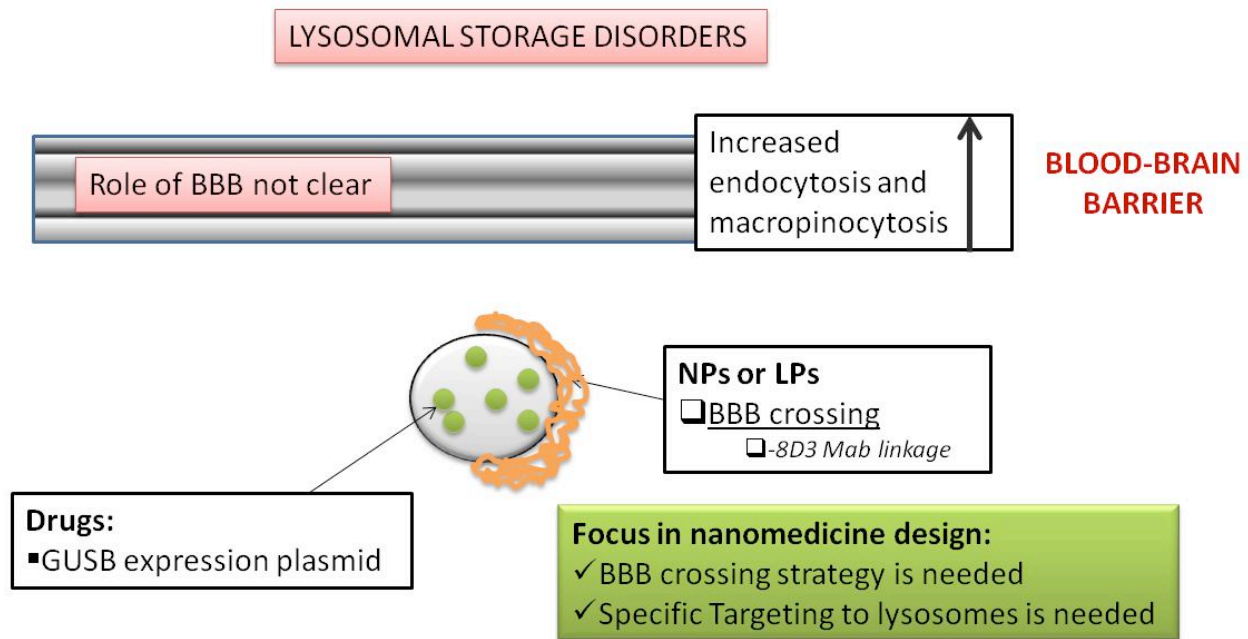 LYSOSOMAL STORAGE DISORDERS
Role of BBB not clear
Increased
endocytosis and
macropinocytosis
BLOOD-BRAIN
BARRIER
NPs or LPs
❑BBB crossing
❑-8D3 Mab linkage
Drugs:
▪GUSB expression plasmid
Focus in nanomedicine design:
✓BBB crossing strategy is needed
✓Specific Targeting to lysosomes is needed